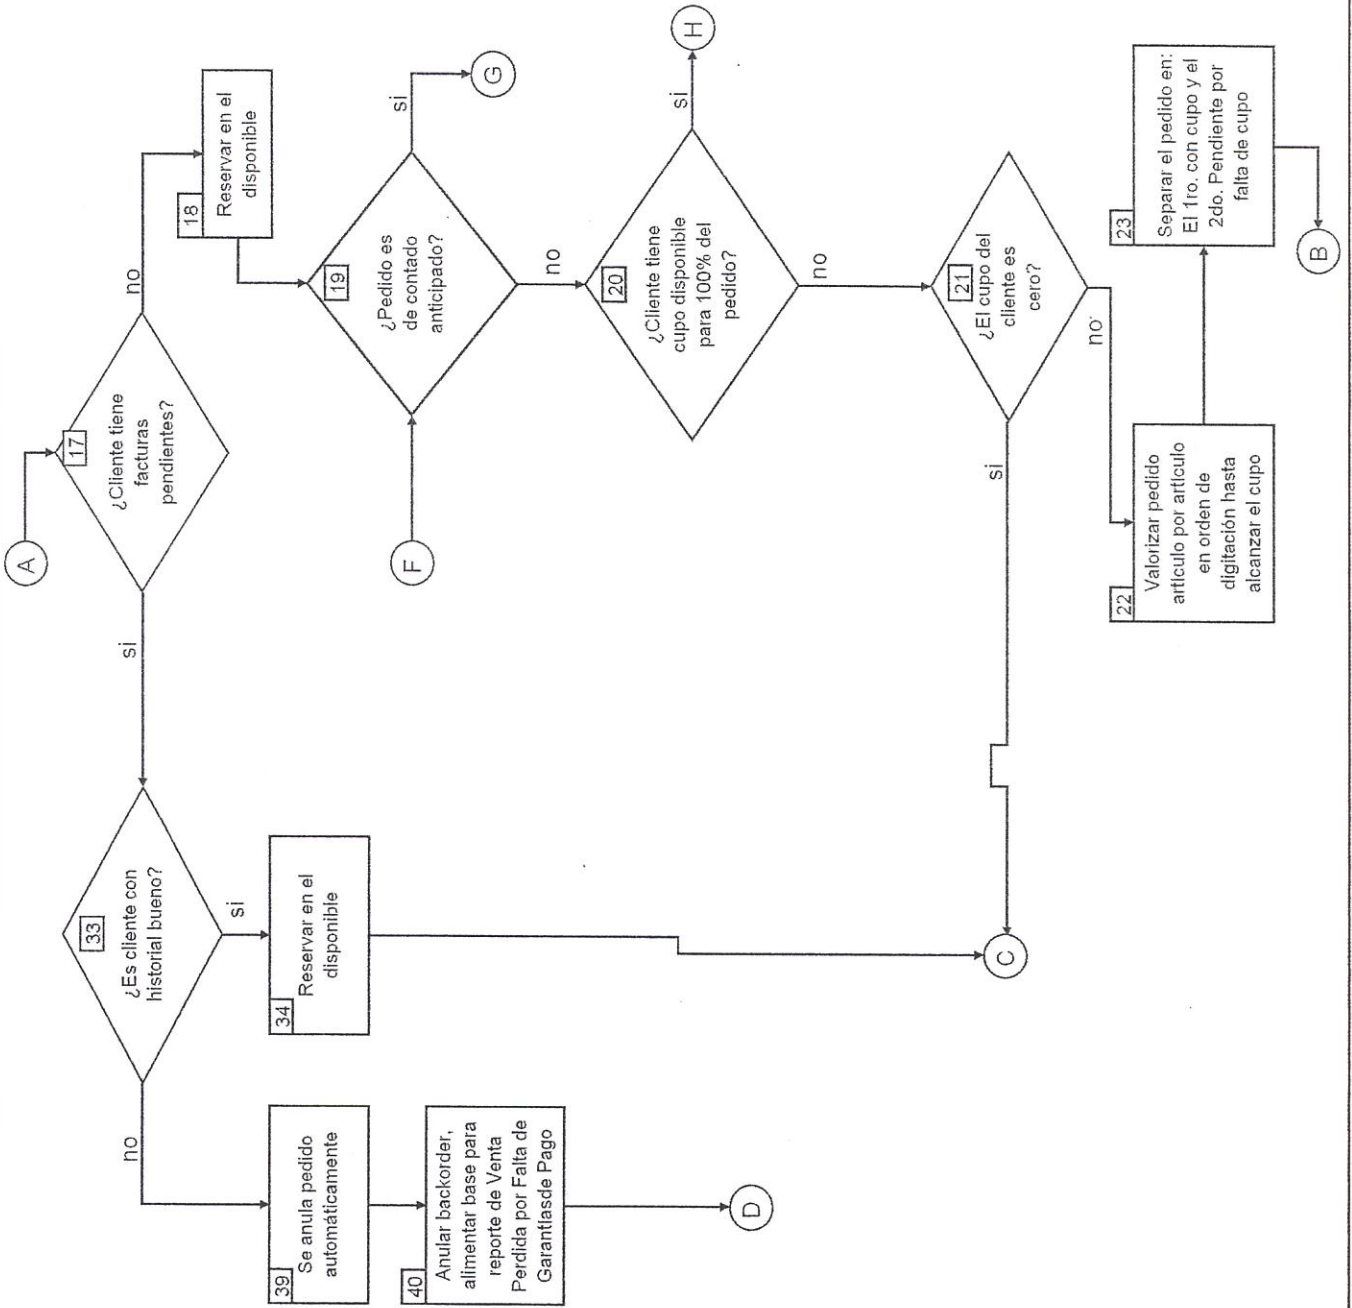 A
17
¿Cliente tiene
facturas
pendientes?
no
si
18
Reservar en el
disponible
33
¿Es cliente con
historial bueno?
si
no
34
Reservar en el
disponible
39
Se anula pedido
automáticamente
40
Anular backorder,
alimentar base para
reporte de Venta
Perdida por Falta de
Garantíasde Pago
D
F
19
¿Pedido es
de contado
anticipado?
si
G
no
20
¿Cliente tiene
cupo disponible
para 100% del
pedido?
si
H
no
21
¿El cupo del
cliente es
cero?
si
C
no
22
Valorizar pedido
artículo por artículo
en orden de
digitación hasta
alcanzar el cupo
23
Separar el pedido en:
El 1ro. con cupo y el
2do. Pendiente por
falta de cupo
B